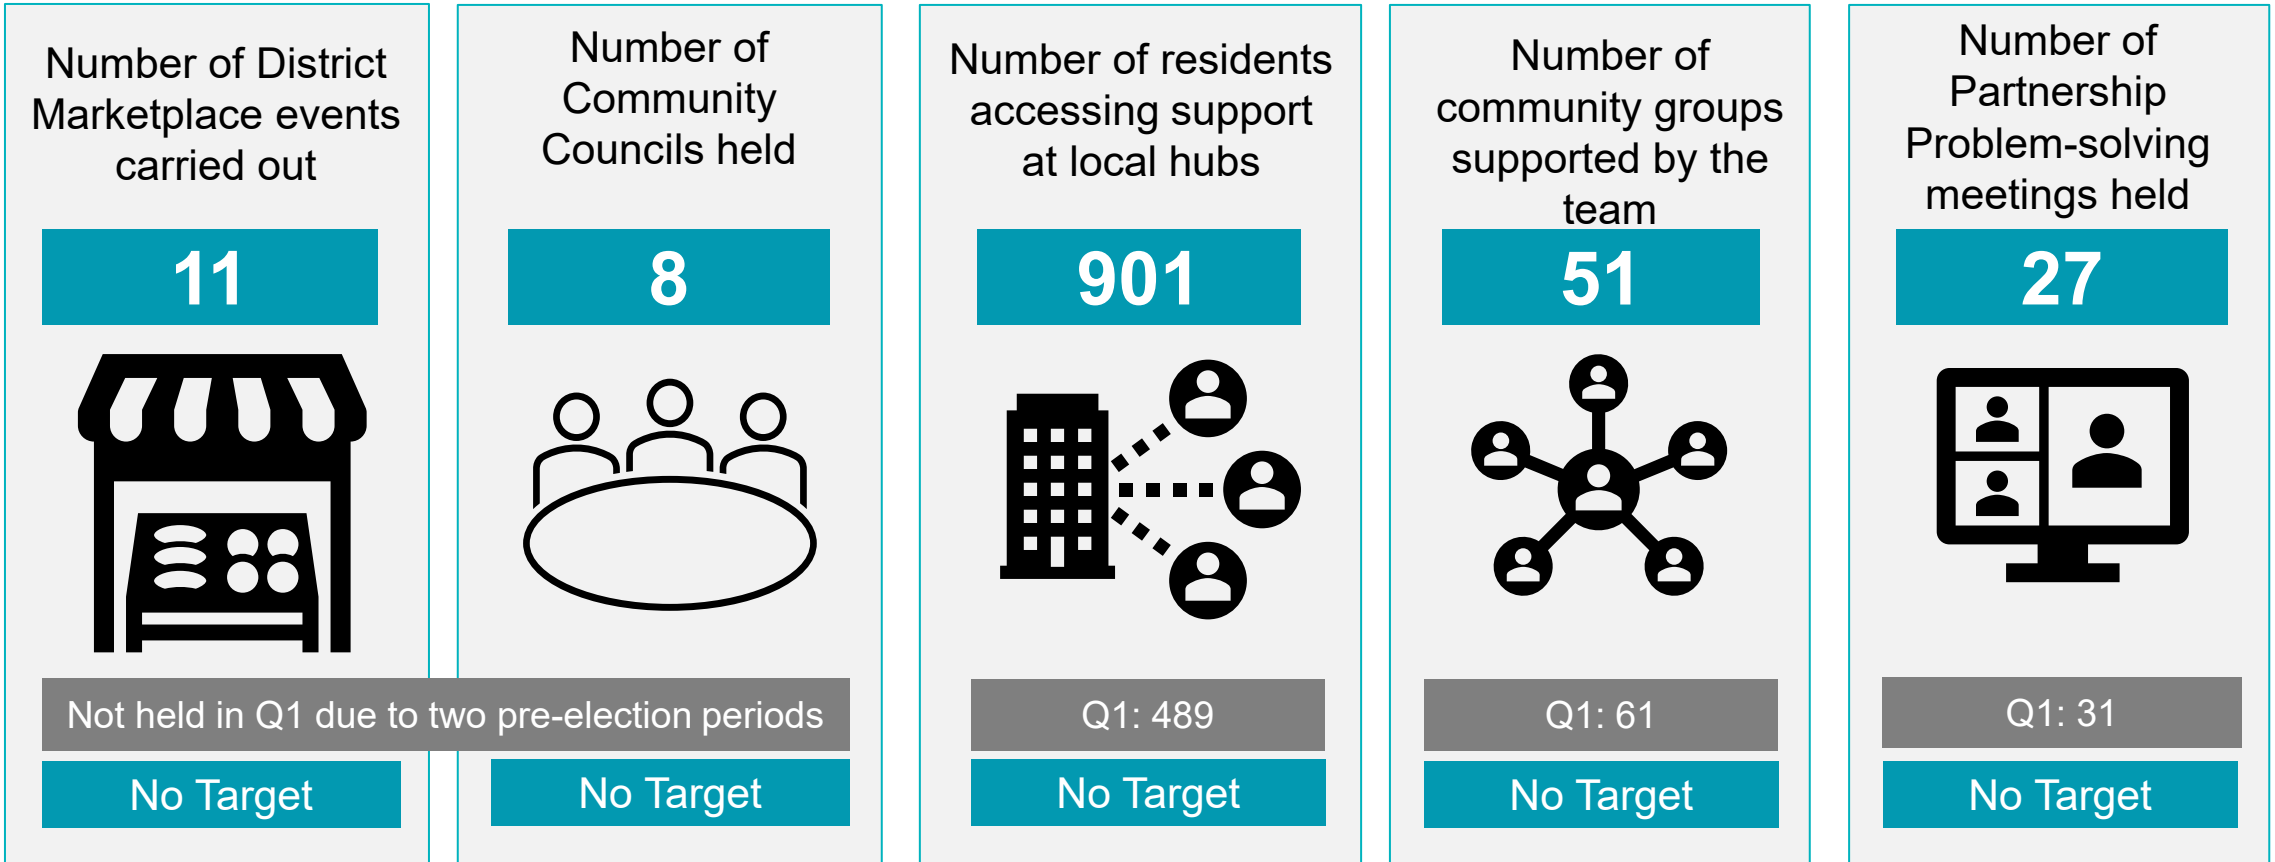 Number of District
Marketplace events
carried out
11
Number of
Community
Councils held
8
Number of residents
accessing support
at local hubs
901
Q1: 489
No Target
Number of
community groups
supported by the
team
51
Q1: 61
No Target
Number of
Partnership
Problem-solving
meetings held
27
Q1: 31
No Target
Not held in Q1 due to two pre-election periods
No Target
No Target